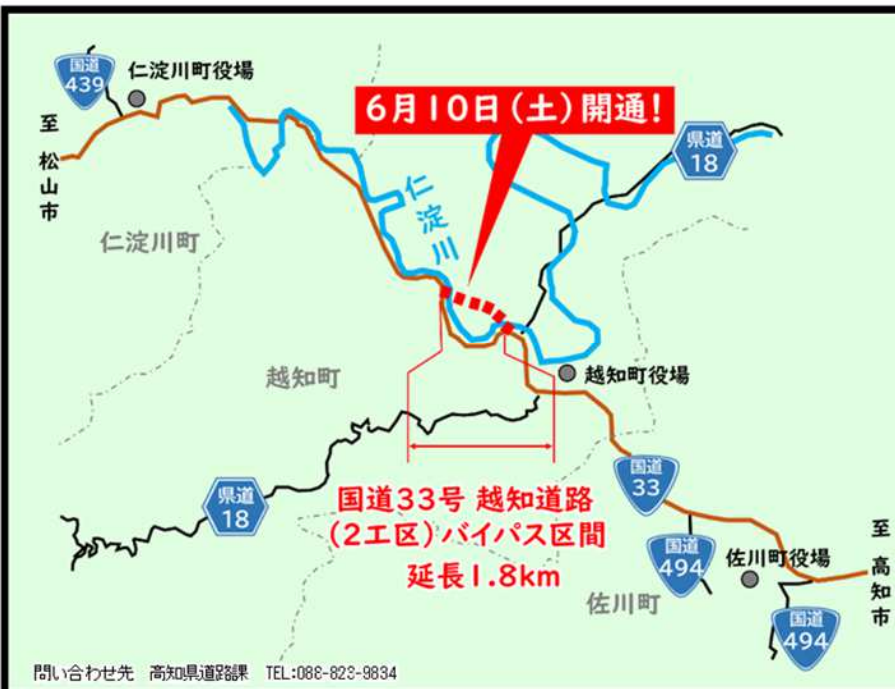 国道
439
仁淀川町役場
6月10日(土)開通!
県道
18
至
松
山
市
仁
淀
川
仁淀川町
越知町
越知町役場
国道
33
県道
18
国道33号 越知道路
(2工区)バイパス区間
延長1.8km
国道
494
佐川町役場
至
高
知
市
佐川町
国道
494
問い合わせ先 高知県道路課 TEL:088-823-9834